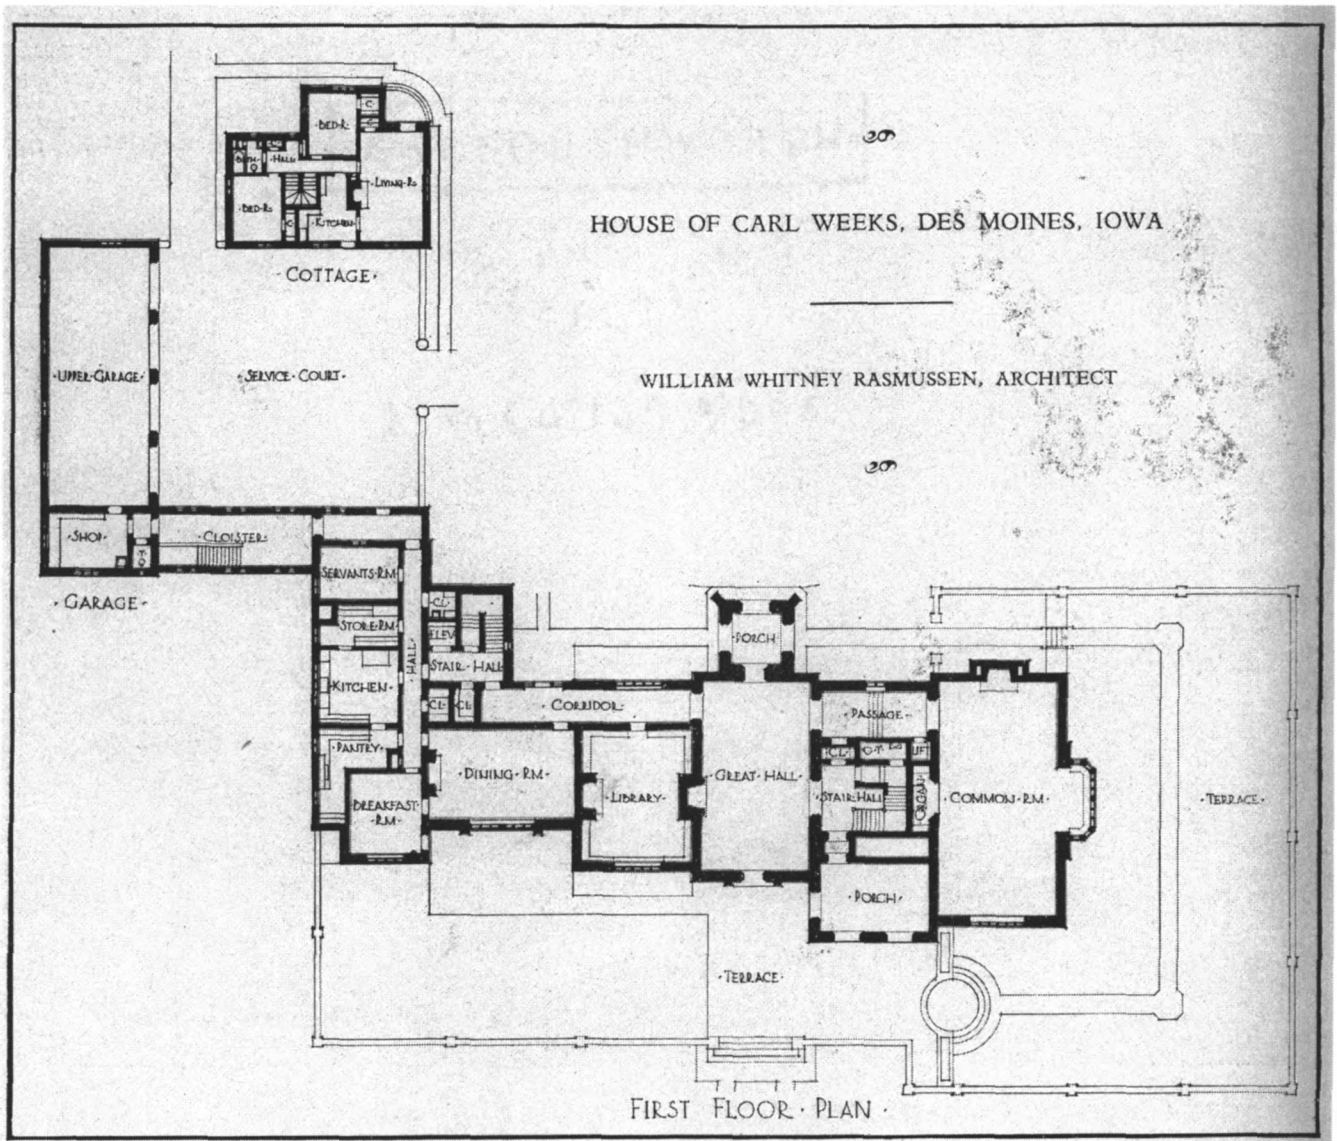 HOUSE OF CARL WEEKS, DES MOINES, IOWA
WILLIAM WHITNEY RASMUSSEN, ARCHITECT
·BED·R·
C
C
BATH
·HALL
·LIVING·R·
BED·R·
C
·KITCHEN
·COTTAGE·
·UPPER·GARAGE·
·SERVICE·COURT·
·SHOP·
·CLOISTER·
·GARAGE·
SERVANTS·RM
STORE·RM·
·HALL·
CL·
ELEV
STAIR·HALL
·KITCHEN·
CL·
CL·
·CORRIDOR·
·PANTRY·
·BREAKFAST·
·RM·
·DINING·RM·
·LIBRARY·
·PORCH
·GREAT·HALL·
·PASSAGE·
·CL·
LIFT
STAIR·HALL
ORGAN
·COMMON·RM·
·TERRACE·
·PORCH·
·TERRACE·
FIRST FLOOR·PLAN·